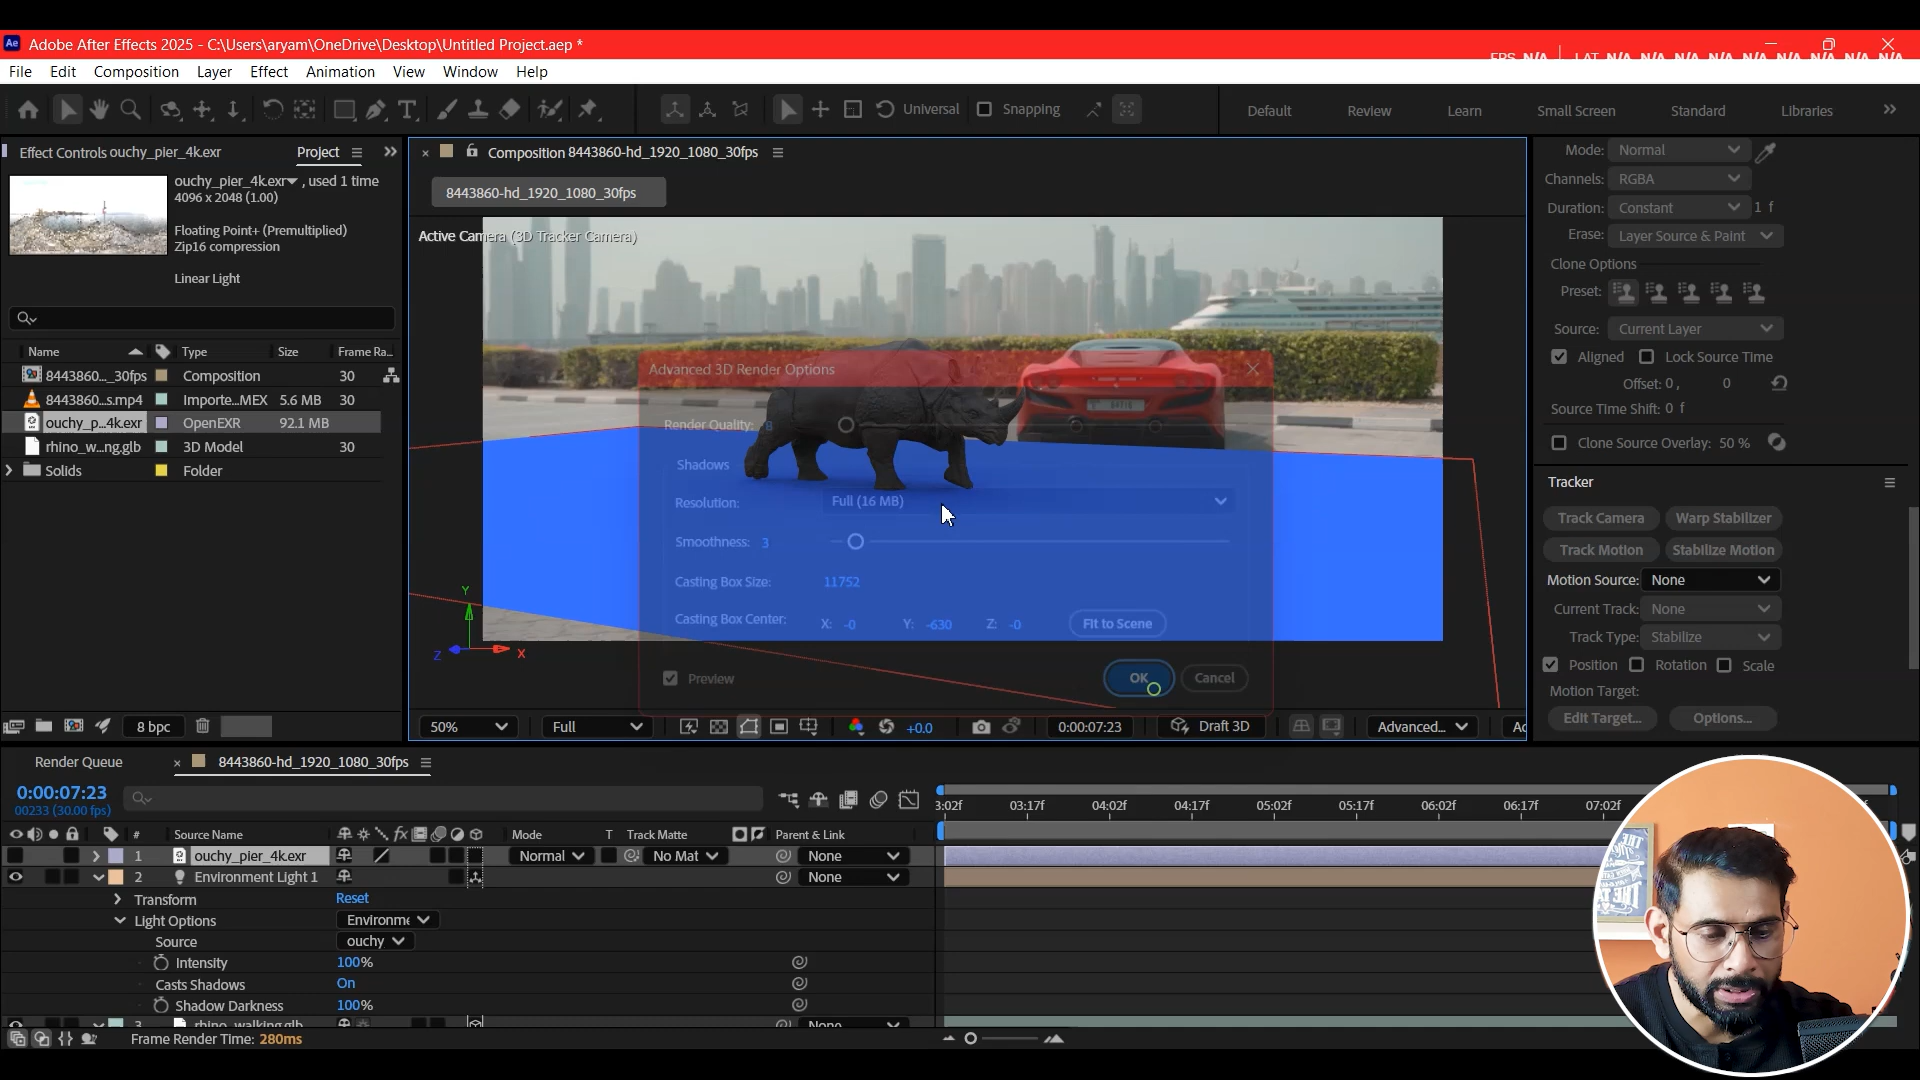 Adobe After Effects 2025 - C:\Users\aryam\OneDrive\Desktop\Untitled Project.aep *
File Edit Composition Layer Effect Animation View Window Help
Universal Snapping Default Review Learn Small Screen Standard Libraries
Effect Controls ouchy_pier_4k.exr Project
Composition 8443860-hd_1920_1080_30fps
8443860-hd_1920_1080_30fps
Active Camera (3D Tracker Camera)
ouchy_pier_4k.exr , used 1 time
4096 x 2048 (1.00)
Floating Point+ (Premultiplied)
Zip16 compression
Linear Light
Name Type Size Frame Ra...
8443860..._30fps Composition 30
8443860...s.mp4 Importe...MEX 5.6 MB 30
ouchy_p...4k.exr OpenEXR 92.1 MB
rhino_w...ng.glb 3D Model 30
Solids Folder
8 bpc
Advanced 3D Render Options
Render Quality: 8
Shadows
Resolution: Full (16 MB)
Smoothness: 3
Casting Box Size: 11752
Casting Box Center: X: -0 Y: -630 Z: -0 Fit to Scene
Preview OK Cancel
Y
Z X
50% Full +0.0 0:00:07:23 Draft 3D Advanced...
Mode: Normal
Channels: RGBA
Duration: Constant 1 f
Erase: Layer Source & Paint
Clone Options
Preset:
Source: Current Layer
Aligned Lock Source Time
Offset: 0 , 0
Source Time Shift: 0 f
Clone Source Overlay: 50 %
Tracker
Track Camera Warp Stabilizer
Track Motion Stabilize Motion
Motion Source: None
Current Track: None
Track Type: Stabilize
Position Rotation Scale
Motion Target:
Edit Target... Options...
Render Queue 8443860-hd_1920_1080_30fps
0:00:07:23
00233 (30.00 fps)
3:02f 03:17f 04:02f 04:17f 05:02f 05:17f 06:02f 06:17f 07:02f
# Source Name Mode T Track Matte Parent & Link
1 ouchy_pier_4k.exr Normal No Mat None
2 Environment Light 1 None
Transform Reset
Light Options Environme
Source ouchy
Intensity 100%
Casts Shadows On
Shadow Darkness 100%
3 rhino_walking.glb None
Frame Render Time: 280ms